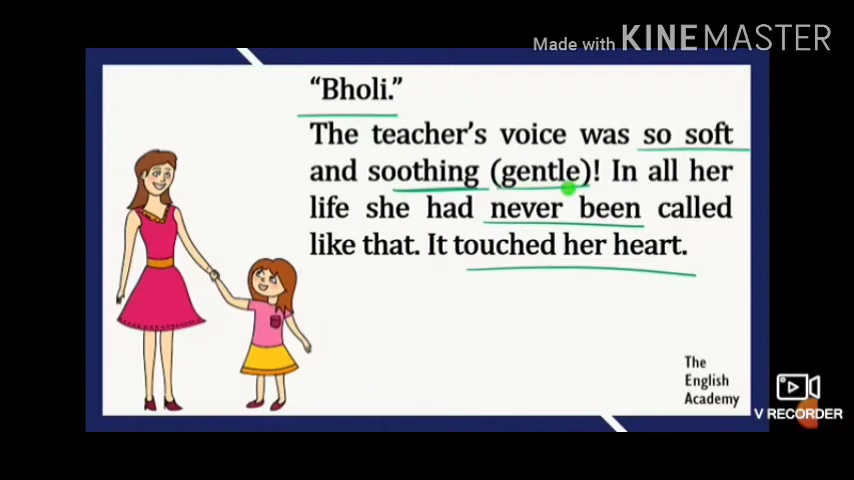 Made with KINEMASTER
“Bholi.”
The teacher’s voice was so soft
and soothing (gentle)! In all her
life she had never been called
like that. It touched her heart.
The
English
Academy
V RECORDER